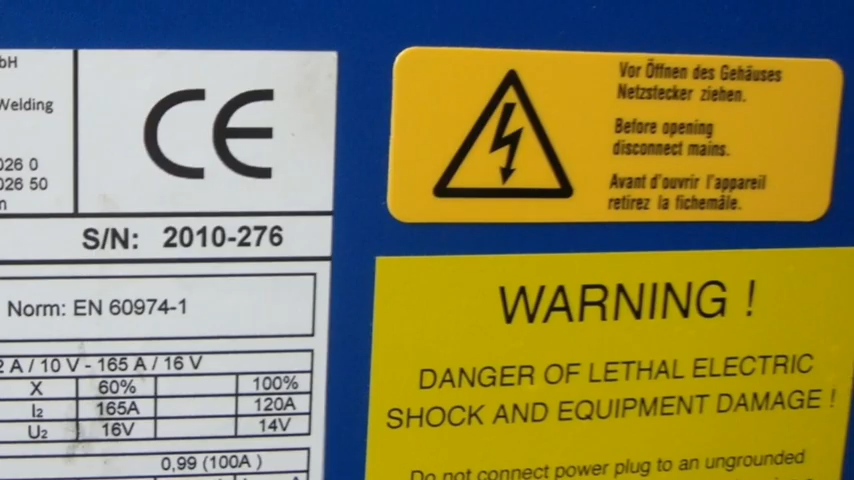 bH
Welding
026 0
026 50
m
CE
S/N: 2010-276
Norm: EN 60974-1
2 A / 10 V - 165 A / 16 V
X 60% 100%
I2 165A 120A
U2 16V 14V
0,99 (100A )
Vor Öffnen des Gehäuses
Netzstecker ziehen.
Before opening
disconnect mains.
Avant d'ouvrir l'appareil
retirez la fichemâle.
WARNING !
DANGER OF LETHAL ELECTRIC
SHOCK AND EQUIPMENT DAMAGE !
Do not connect power plug to an ungrounded